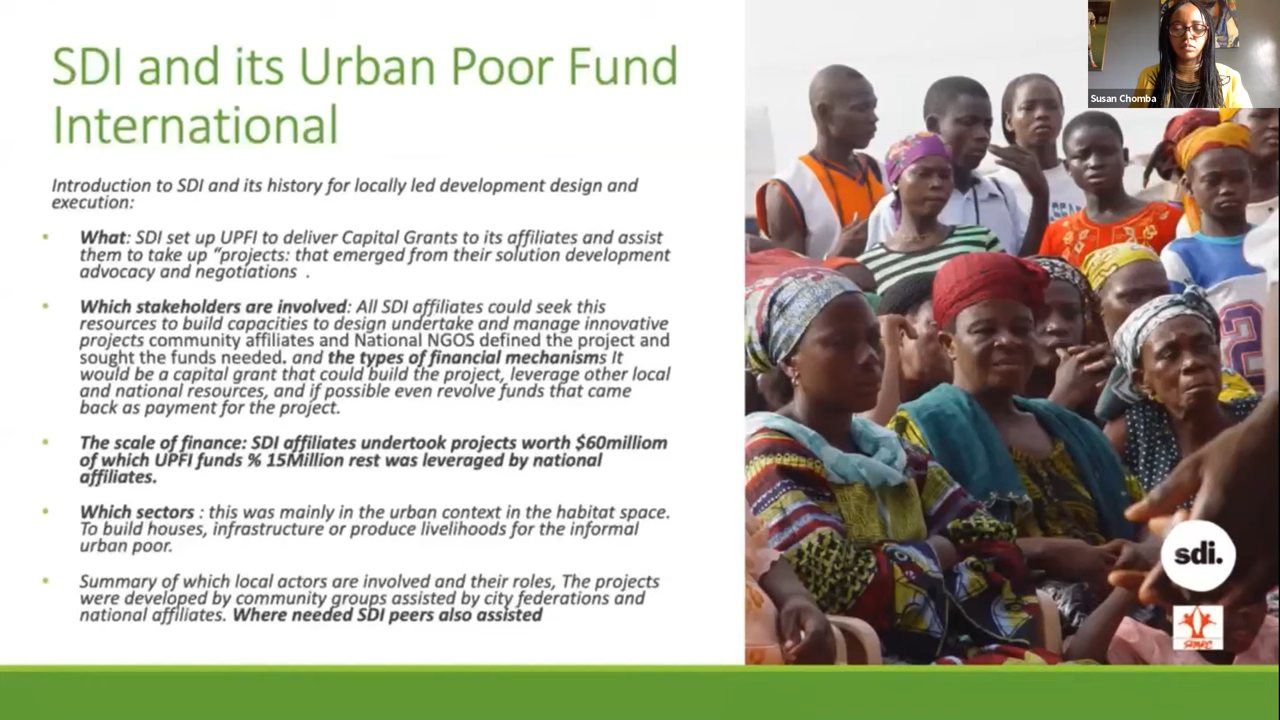 SDI and its Urban Poor Fund
International
Introduction to SDI and its history for locally led development design and
execution:
• What: SDI set up UPFI to deliver Capital Grants to its affiliates and assist
them to take up “projects: that emerged from their solution development
advocacy and negotiations .
• Which stakeholders are involved: All SDI affiliates could seek this
resources to build capacities to design undertake and manage innovative
projects community affiliates and National NGOS defined the project and
sought the funds needed. and the types of financial mechanisms It
would be a capital grant that could build the project, leverage other local
and national resources, and if possible even revolve funds that came
back as payment for the project.
• The scale of finance: SDI affiliates undertook projects worth $60milliom
of which UPFI funds % 15Million rest was leveraged by national
affiliates.
• Which sectors : this was mainly in the urban context in the habitat space.
To build houses, infrastructure or produce livelihoods for the informal
urban poor.
• Summary of which local actors are involved and their roles, The projects
were developed by community groups assisted by city federations and
national affiliates. Where needed SDI peers also assisted
Susan Chomba
2
sdi.
SPARC